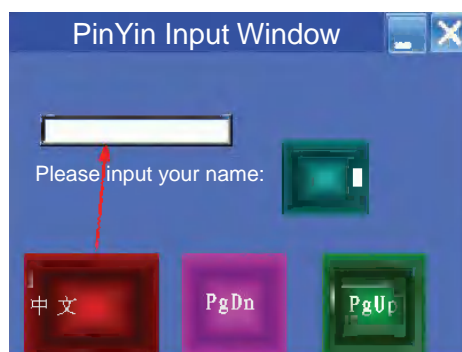 PinYin Input Window
Please input your name:
中文
PgDn
PgUp